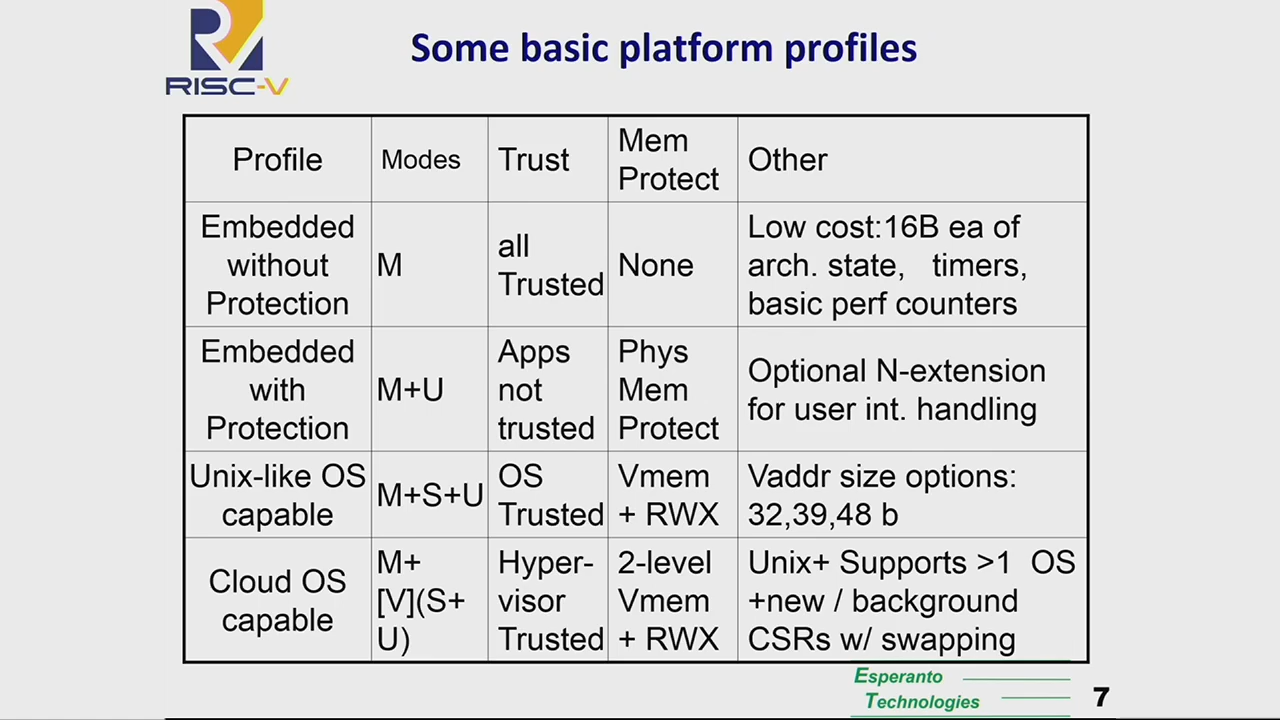 RISC-V
Some basic platform profiles
Profile
Modes
Trust
Mem
Protect
Other
Embedded
without
Protection
M
all
Trusted
None
Low cost:16B ea of
arch. state, timers,
basic perf counters
Embedded
with
Protection
M+U
Apps
not
trusted
Phys
Mem
Protect
Optional N-extension
for user int. handling
Unix-like OS
capable
M+S+U
OS
Trusted
Vmem
+ RWX
Vaddr size options:
32,39,48 b
Cloud OS
capable
M+
[V](S+
U)
Hyper-
visor
Trusted
2-level
Vmem
+ RWX
Unix+ Supports >1 OS
+new / background
CSRs w/ swapping
Esperanto
Technologies
7